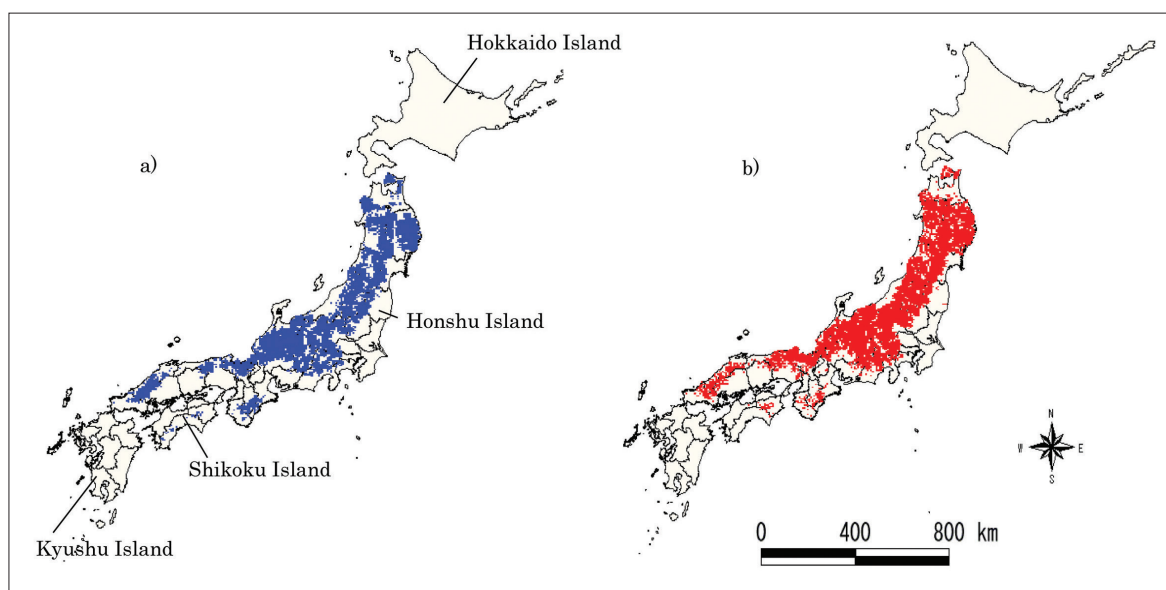 Hokkaido Island
a)
b)
Honshu Island
Shikoku Island
Kyushu Island
N
W
E
S
0 400 800 km